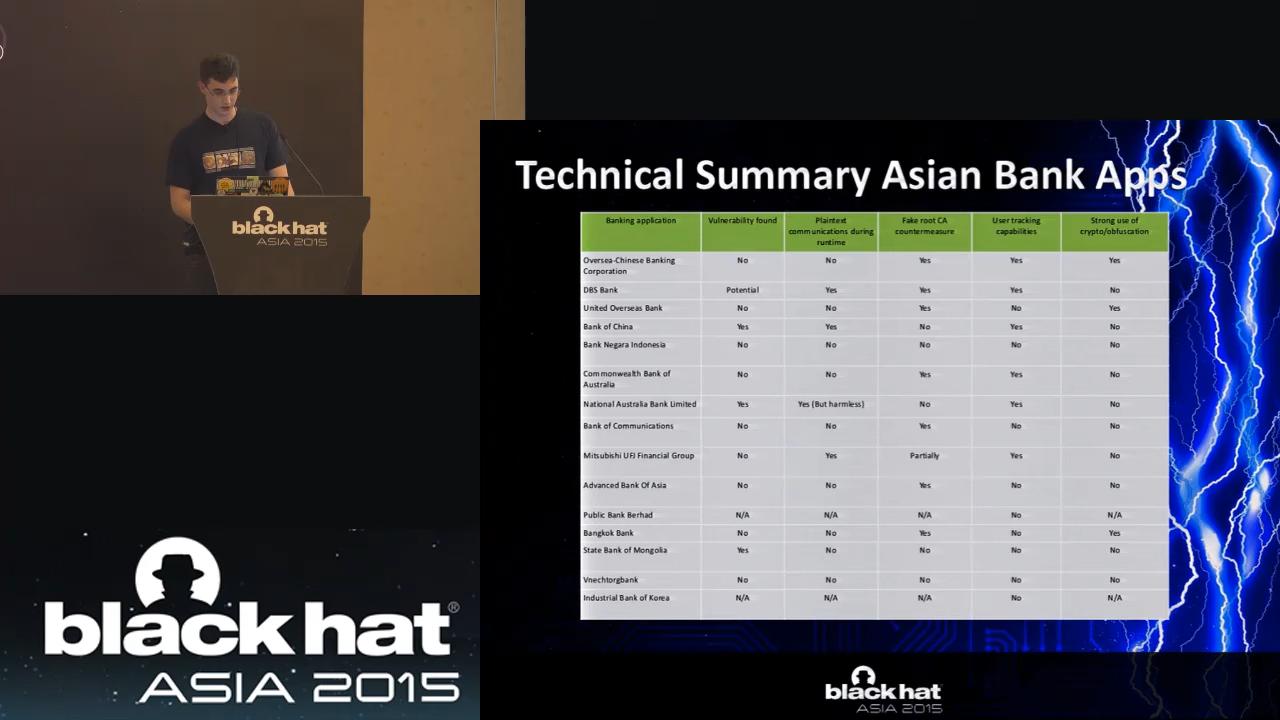 black hat
ASIA 2015
Technical Summary Asian Bank Apps
Banking application Vulnerability found Plaintext communications during runtime Fake root CA countermeasure User tracking capabilities Strong use of crypto/obfuscation
Oversea-Chinese Banking Corporation No No Yes Yes Yes
DBS Bank Potential Yes Yes Yes No
United Overseas Bank No No Yes No Yes
Bank of China Yes Yes No Yes No
Bank Negara Indonesia No No No No No
Commonwealth Bank of Australia No No Yes Yes No
National Australia Bank Limited Yes Yes (But harmless) No Yes No
Bank of Communications No No Yes No No
Mitsubishi UFJ Financial Group No Yes Partially Yes No
Advanced Bank Of Asia No No Yes No No
Public Bank Berhad N/A N/A N/A No N/A
Bangkok Bank No No Yes No Yes
State Bank of Mongolia Yes No No No No
Vnechtorgbank No No No No No
Industrial Bank of Korea N/A N/A N/A No N/A
black hat®
ASIA 2015
black hat
ASIA 2015